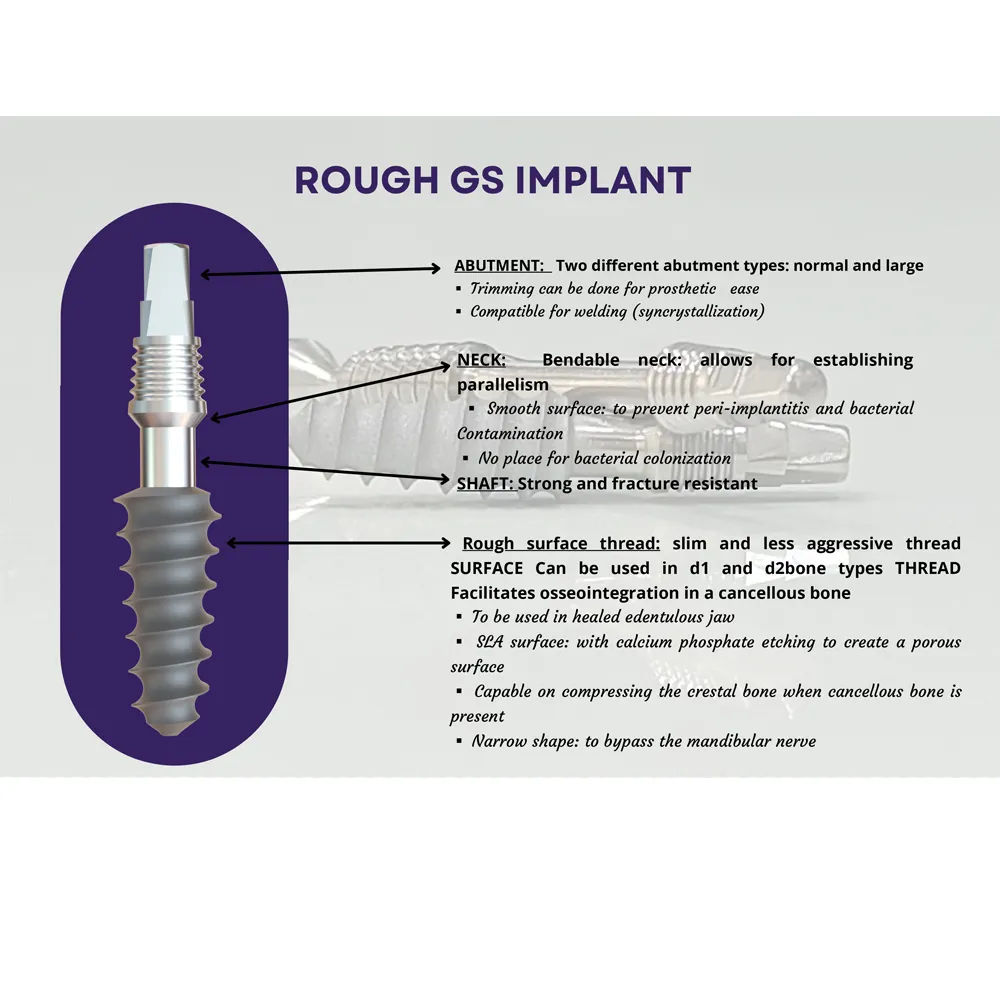 ROUGH GS IMPLANT
ABUTMENT: Two different abutment types: normal and large
▪ Trimming can be done for prosthetic ease
▪ Compatible for welding (syncrystallization)
NECK: Bendable neck: allows for establishing
parallelism
▪ Smooth surface: to prevent peri-implantitis and bacterial
Contamination
▪ No place for bacterial colonization
SHAFT: Strong and fracture resistant
Rough surface thread: slim and less aggressive thread
SURFACE Can be used in d1 and d2bone types THREAD
Facilitates osseointegration in a cancellous bone
▪ To be used in healed edentulous jaw
▪ SLA surface: with calcium phosphate etching to create a porous
surface
▪ Capable on compressing the crestal bone when cancellous bone is
present
▪ Narrow shape: to bypass the mandibular nerve